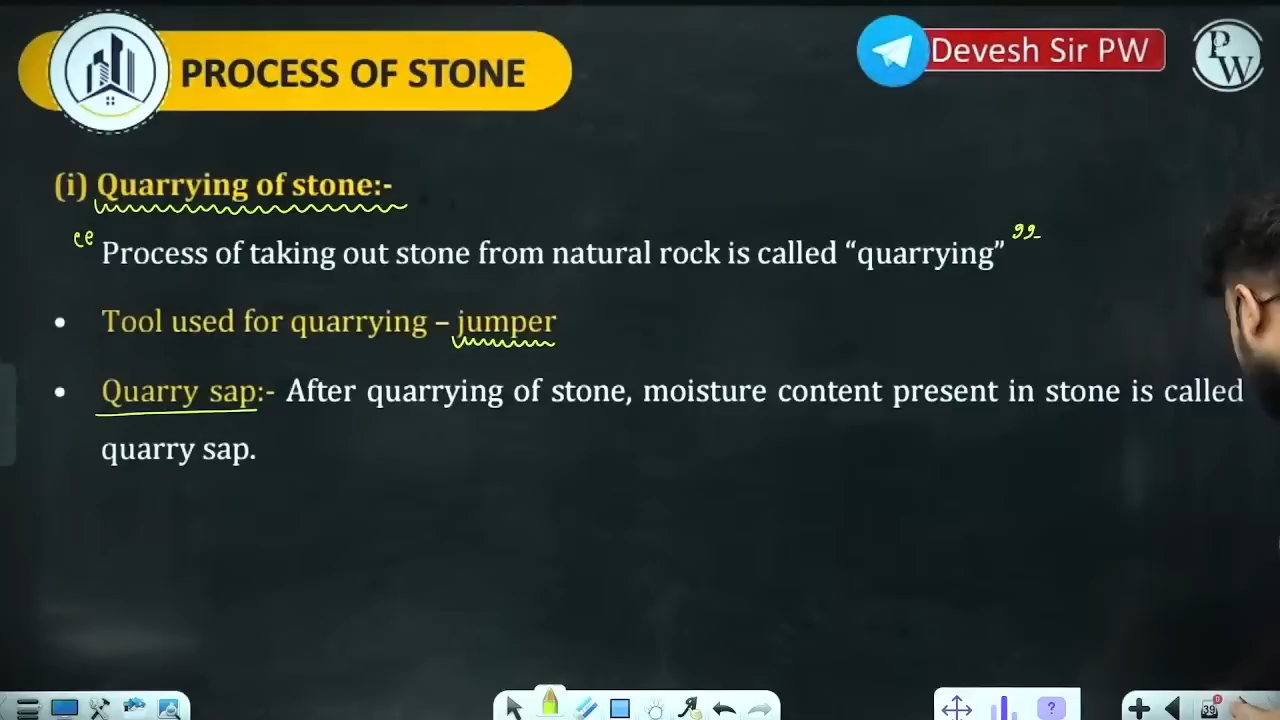 PROCESS OF STONE
Devesh Sir PW
PW
(i) Quarrying of stone:-
“ Process of taking out stone from natural rock is called “quarrying” ”
• Tool used for quarrying – jumper
• Quarry sap:- After quarrying of stone, moisture content present in stone is called
quarry sap.
39